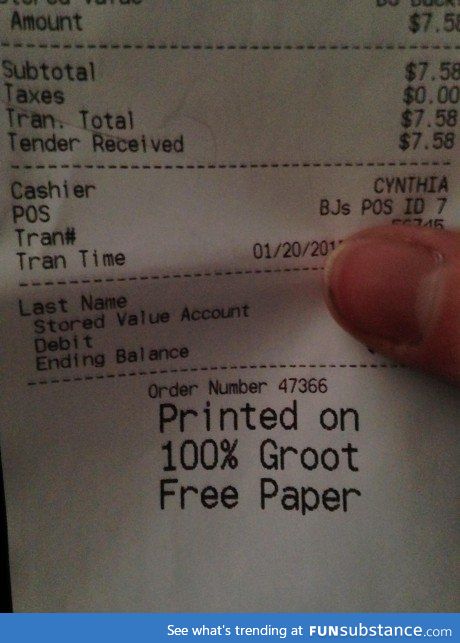 Amount $7.58
Subtotal $7.58
Taxes $0.00
Tran. Total $7.58
Tender Received $7.58
Cashier CYNTHIA
POS BJs POS ID 7
Tran#
Tran Time 01/20/201
Last Name
Stored Value Account
Debit
Ending Balance
Order Number 47366
Printed on
100% Groot
Free Paper
See what's trending at FUNsubstance.com